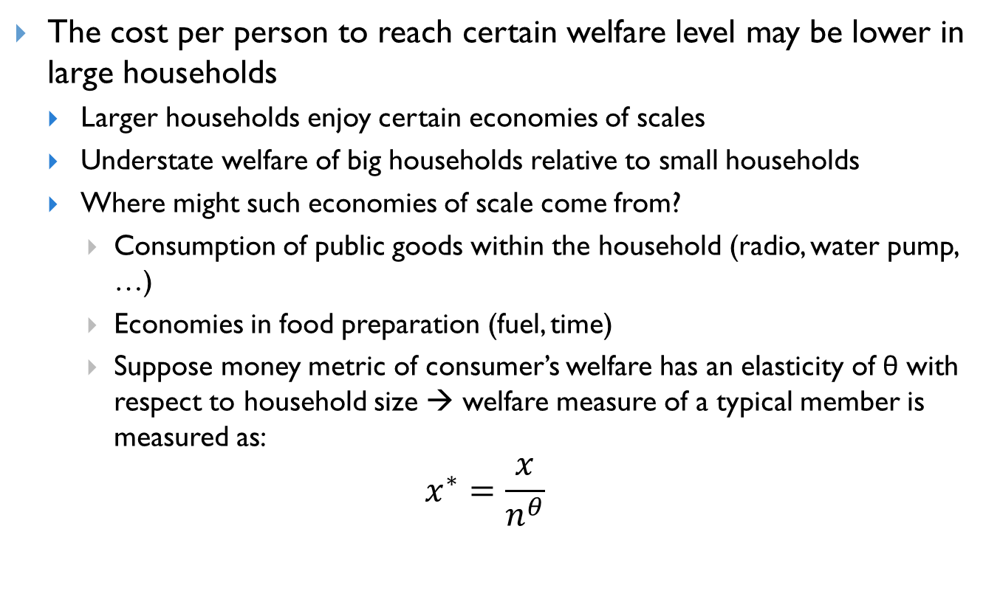 The cost per person to reach certain welfare level may be lower in
large households
Larger households enjoy certain economies of scales
Understate welfare of big households relative to small households
Where might such economies of scale come from?
Consumption of public goods within the household (radio, water pump,
…)
Economies in food preparation (fuel, time)
Suppose money metric of consumer’s welfare has an elasticity of θ with
respect to household size → welfare measure of a typical member is
measured as:
x* = x / n^θ